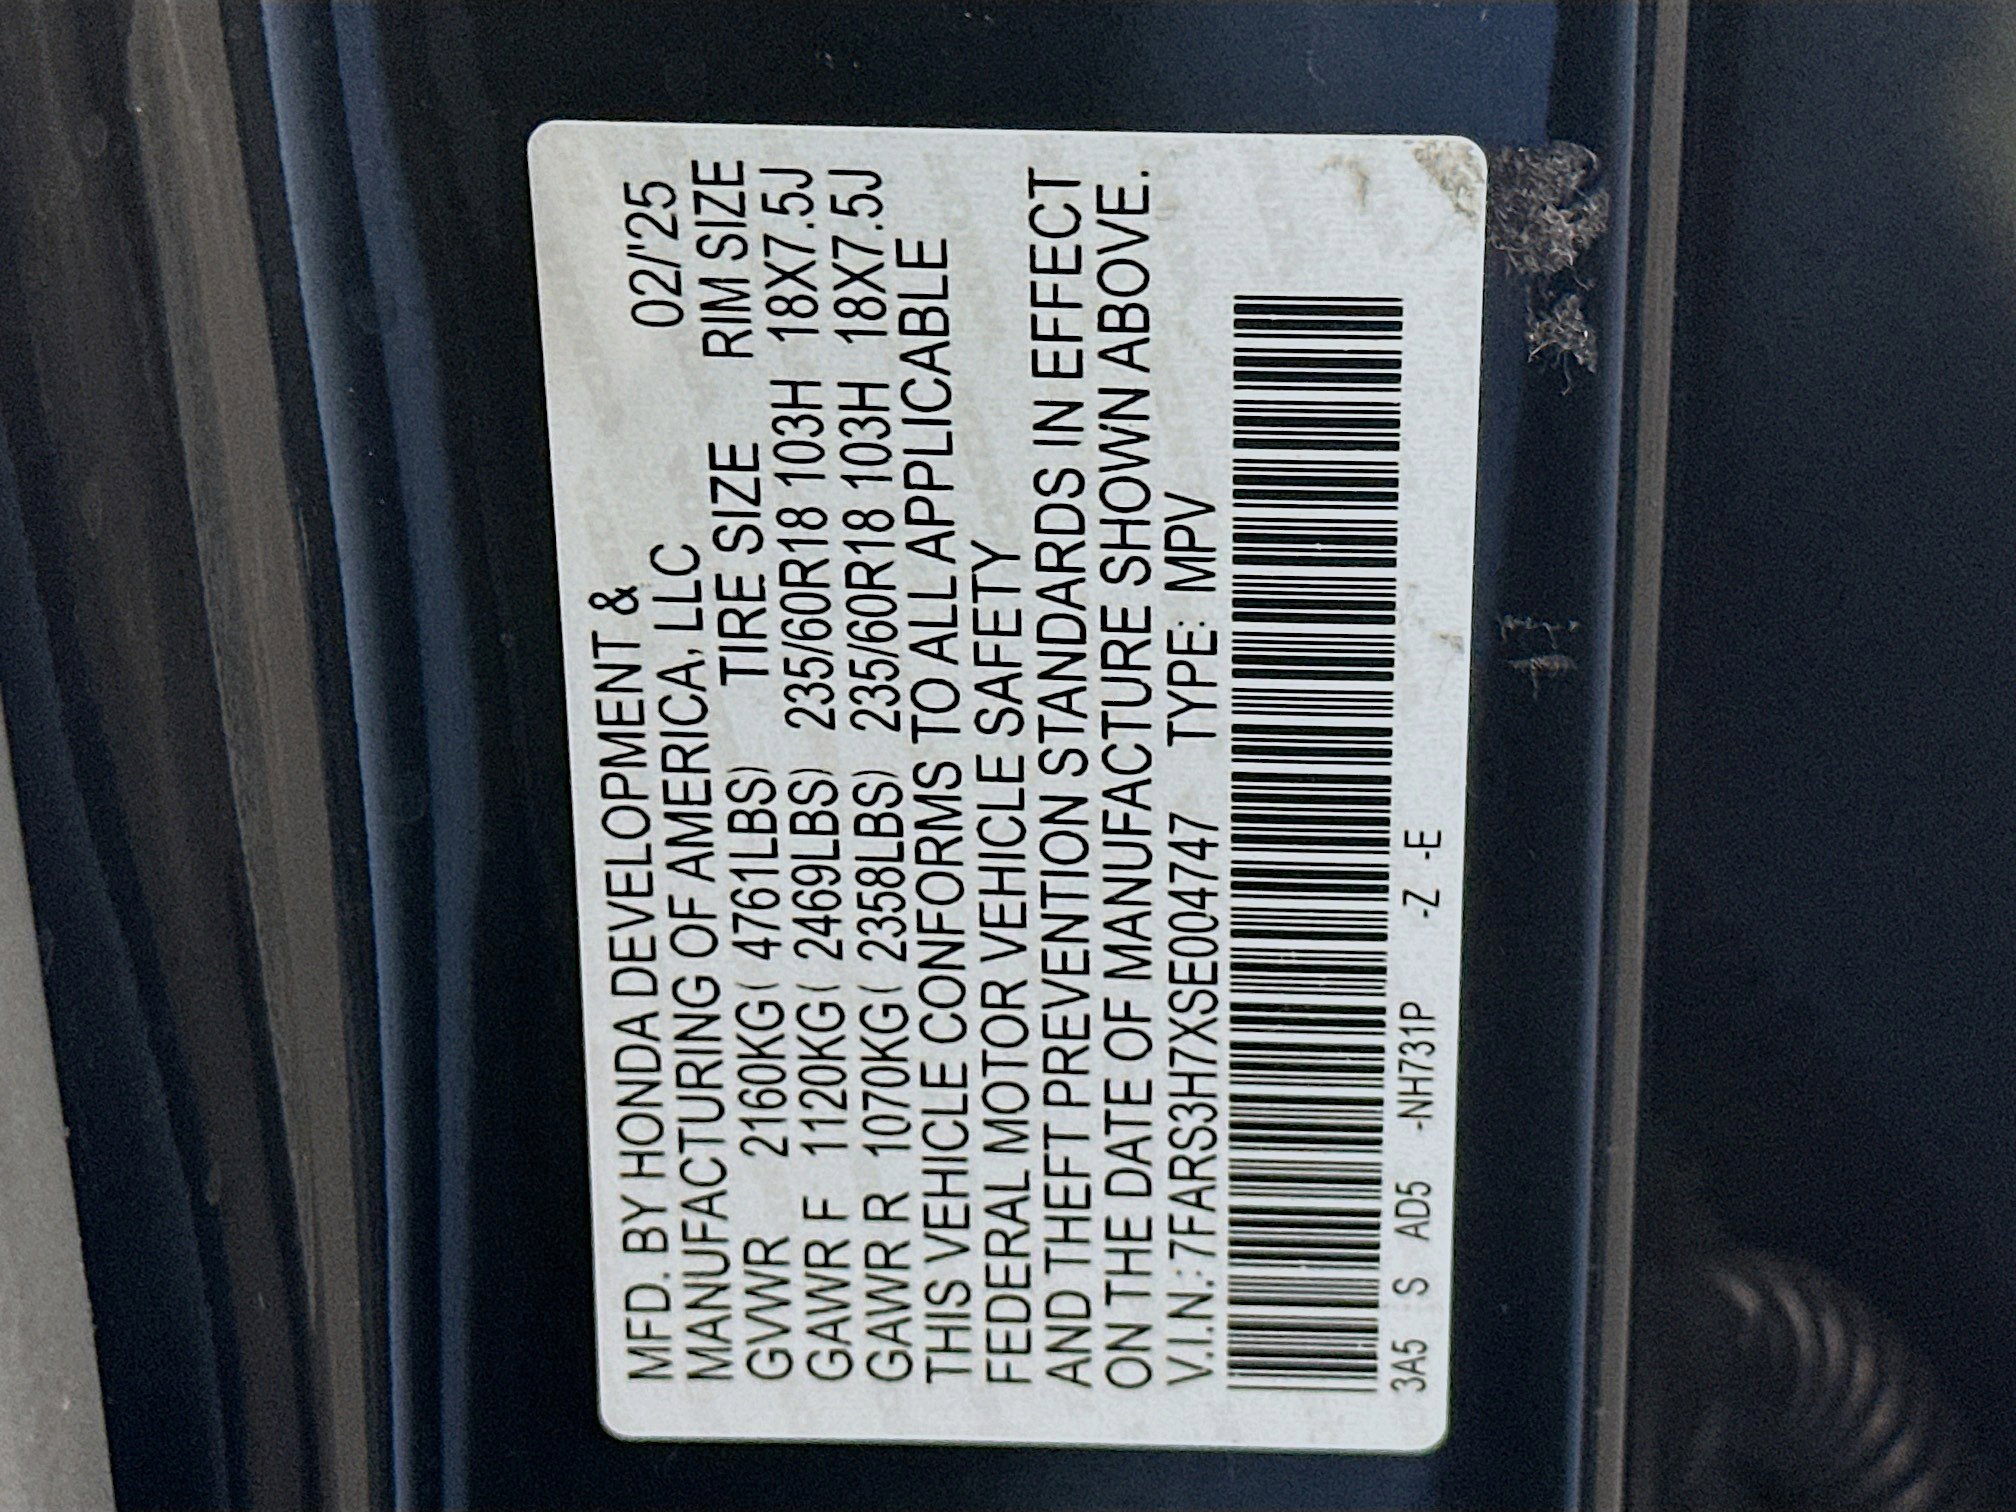 MFD. BY HONDA DEVELOPMENT &
MANUFACTURING OF AMERICA, LLC 02/'25
GVWR 2160KG( 4761LBS) TIRE SIZE RIM SIZE
GAWR F 1120KG( 2469LBS) 235/60R18 103H 18X7.5J
GAWR R 1070KG( 2358LBS) 235/60R18 103H 18X7.5J
THIS VEHICLE CONFORMS TO ALL APPLICABLE
FEDERAL MOTOR VEHICLE SAFETY
AND THEFT PREVENTION STANDARDS IN EFFECT
ON THE DATE OF MANUFACTURE SHOWN ABOVE.
V.I.N.: 7FARS3H7XSE004747 TYPE: MPV
3A5 S AD5 -NH731P -Z -E